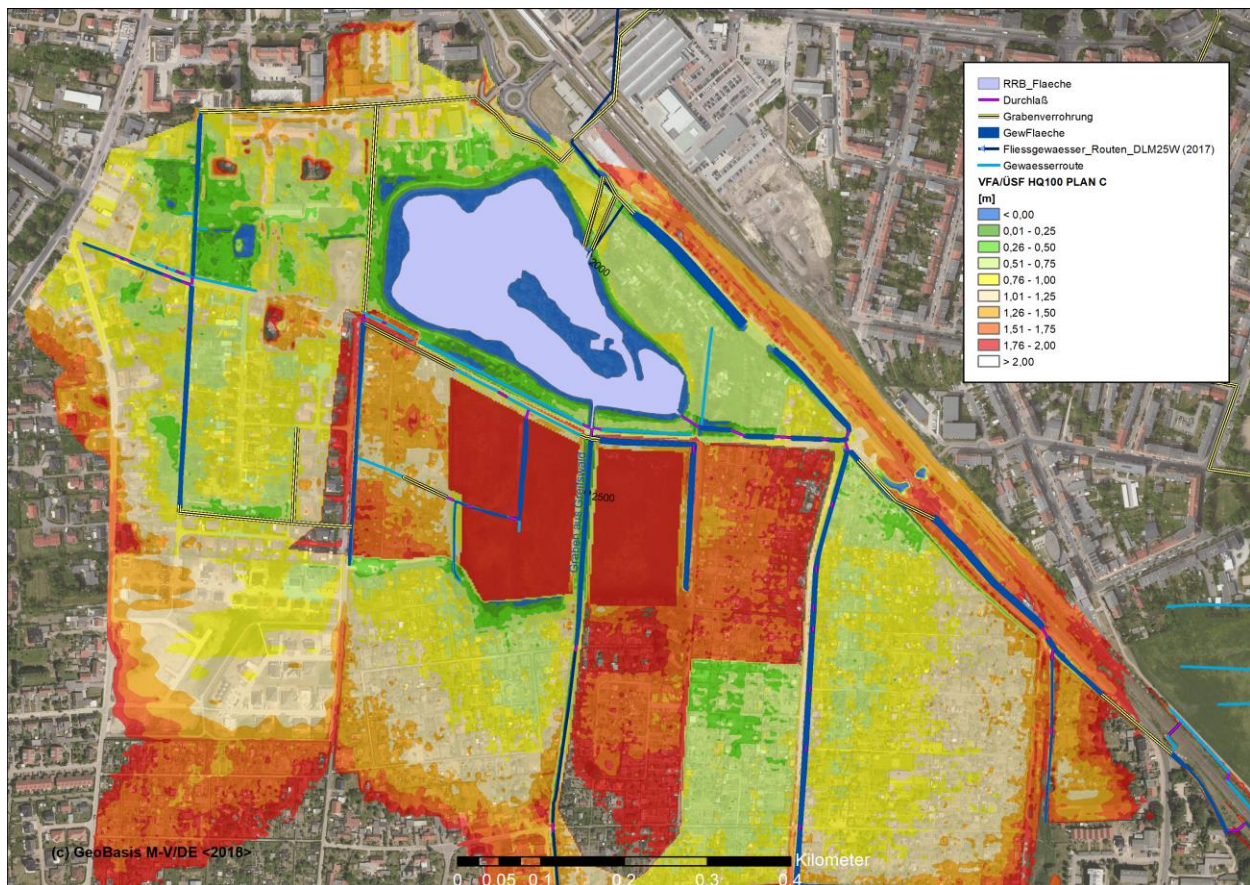 RRB_Flaeche
Durchlaß
Grabenverrohrung
GewFlaeche
Fliessgewaesser_Routen_DLM25W (2017)
Gewaesserroute
VFA/ÜSF HQ100 PLAN C
[m]
< 0,00
0,01 - 0,25
0,26 - 0,50
0,51 - 0,75
0,76 - 1,00
1,01 - 1,25
1,26 - 1,50
1,51 - 1,75
1,76 - 2,00
> 2,00
2000
2500
Graben aus Greifswald
(c) GeoBasis M-V/DE <2018>
Kilometer
0 0.05 0.1 0.2 0.3 0.4